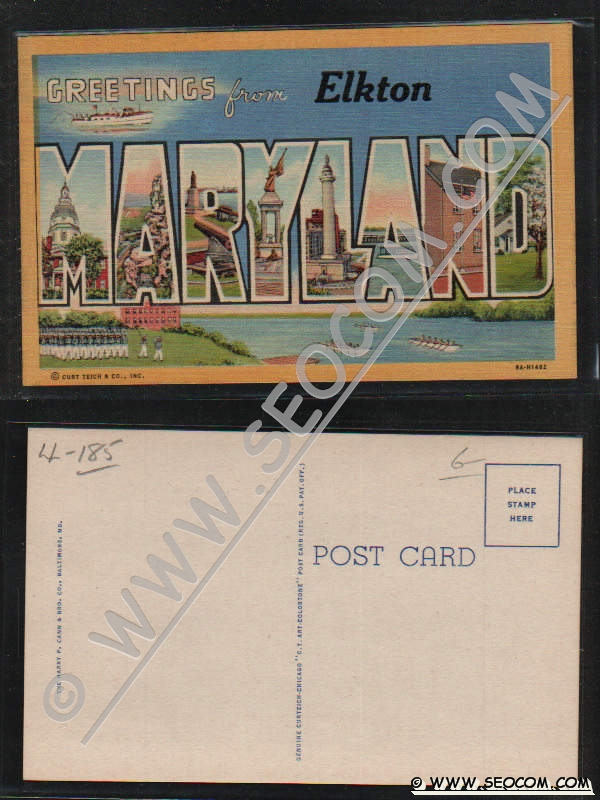 GREETINGS from Elkton
MARYLAND
© CURT TEICH & CO., INC.
8A-H1482
4-185
6
PLACE
STAMP
HERE
POST CARD
THE HARRY P. CANN & BRO. CO., BALTIMORE, MD.
GENUINE CURTEICH-CHICAGO "C.T. ART-COLORTONE" POST CARD (REG. U.S. PAT. OFF.)
© WWW.SEOCOM.COM
© WWW.SEOCOM.COM